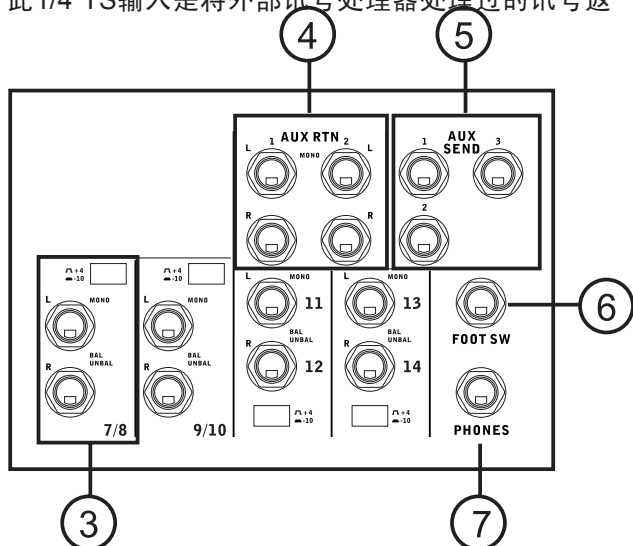 此1/4"TS输入是将外部讯号处理器处理过的讯号返
4 5
1 AUX RTN 2
L MONO L
R R
AUX SEND
1 3
2
+4
-10
L MONO
R BAL UNBAL
7/8
+4
-10
L MONO
R BAL UNBAL
9/10
L MONO
11
R BAL UNBAL
12
+4
-10
L MONO
13
R BAL UNBAL
14
+4
-10
FOOT SW
6
PHONES
3 7